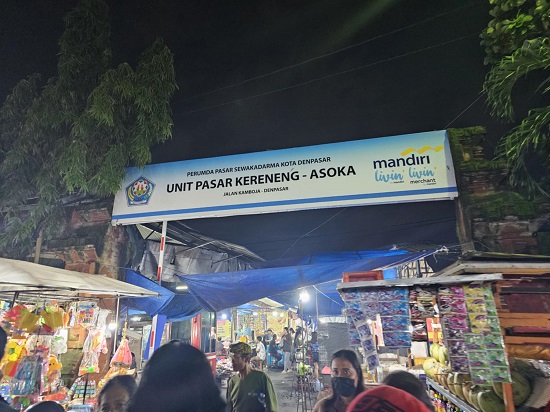 PERUMDA PASAR SEWAKADARMA KOTA DENPASAR
UNIT PASAR KERENENG - ASOKA
JALAN KAMBOJA - DENPASAR
mandiri
livin' livin'
merchant